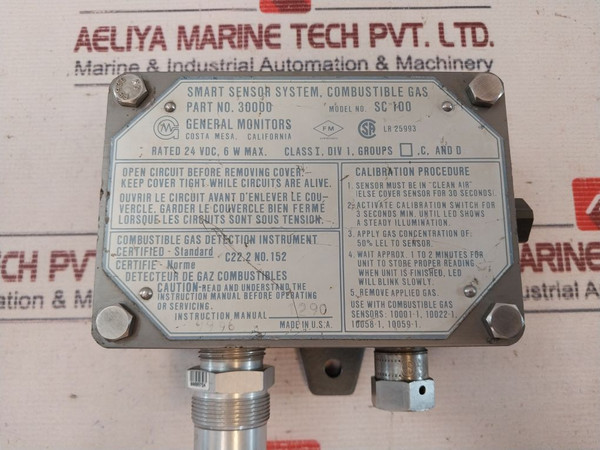 AELIYA MARINE TECH PVT. LTD.
Marine & Industrial Automation & Machinery
SMART SENSOR SYSTEM, COMBUSTIBLE GAS
PART NO. 30000 MODEL NO. SC 100
GENERAL MONITORS
COSTA MESA, CALIFORNIA
FM
LR 25993
RATED 24 VDC, 6 W MAX. CLASS I, DIV 1, GROUPS , C, AND D
OPEN CIRCUIT BEFORE REMOVING COVER.
KEEP COVER TIGHT WHILE CIRCUITS ARE ALIVE.
OUVRIR LE CIRCUIT AVANT D'ENLEVER LE COU-
VERCLE. GARDER LE COUVERCLE BIEN FERME
LORSQUE LES CIRCUITS SONT SOUS TENSION.
COMBUSTIBLE GAS DETECTION INSTRUMENT
CERTIFIED - Standard C22.2 NO. 152
CERTIFIE - Norme
DETECTEUR DE GAZ COMBUSTIBLES
CAUTION-READ AND UNDERSTAND THE
INSTRUCTION MANUAL BEFORE OPERATING
OR SERVICING.
INSTRUCTION MANUAL
MADE IN U.S.A.
CALIBRATION PROCEDURE
1. SENSOR MUST BE IN "CLEAN AIR"
(ELSE COVER SENSOR FOR 30 SECONDS).
2. ACTIVATE CALIBRATION SWITCH FOR
3 SECONDS MIN. UNTIL LED SHOWS
A STEADY ILLUMINATION.
3. APPLY GAS CONCENTRATION OF:
50% LEL TO SENSOR.
4. WAIT APPROX. 1 TO 2 MINUTES FOR
UNIT TO STORE PROPER READING.
WHEN UNIT IS FINISHED, LED
WILL BLINK SLOWLY.
5. REMOVE APPLIED GAS.
USE WITH COMBUSTIBLE GAS
SENSORS: 10001-1, 10022-1,
10058-1, 10059-1.